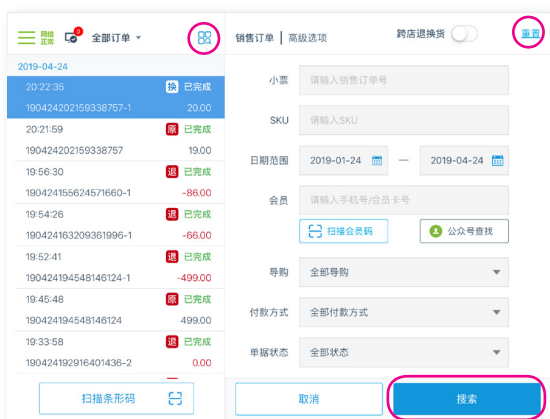 网络
正常
全部订单
2019-04-24
20:22:35 换 已完成
190424202159338757-1 20.00
20:21:59 原 已完成
190424202159338757 19.00
19:56:30 退 已完成
190424155624571660-1 -86.00
19:54:26 退 已完成
190424163209361996-1 -66.00
19:52:41 退 已完成
190424194548146124-1 -499.00
19:45:48 原 已完成
190424194548146124 499.00
19:33:58 退 已完成
190424192916401436-2 0.00
扫描条形码
销售订单 | 高级选项 跨店退换货 重置
小票 请输入销售订单号
SKU 请输入SKU
日期范围 2019-01-24 — 2019-04-24
会员 请输入手机号/会员卡号
扫描会员码 公众号查找
导购 全部导购
付款方式 全部付款方式
单据状态 全部状态
取消 搜索